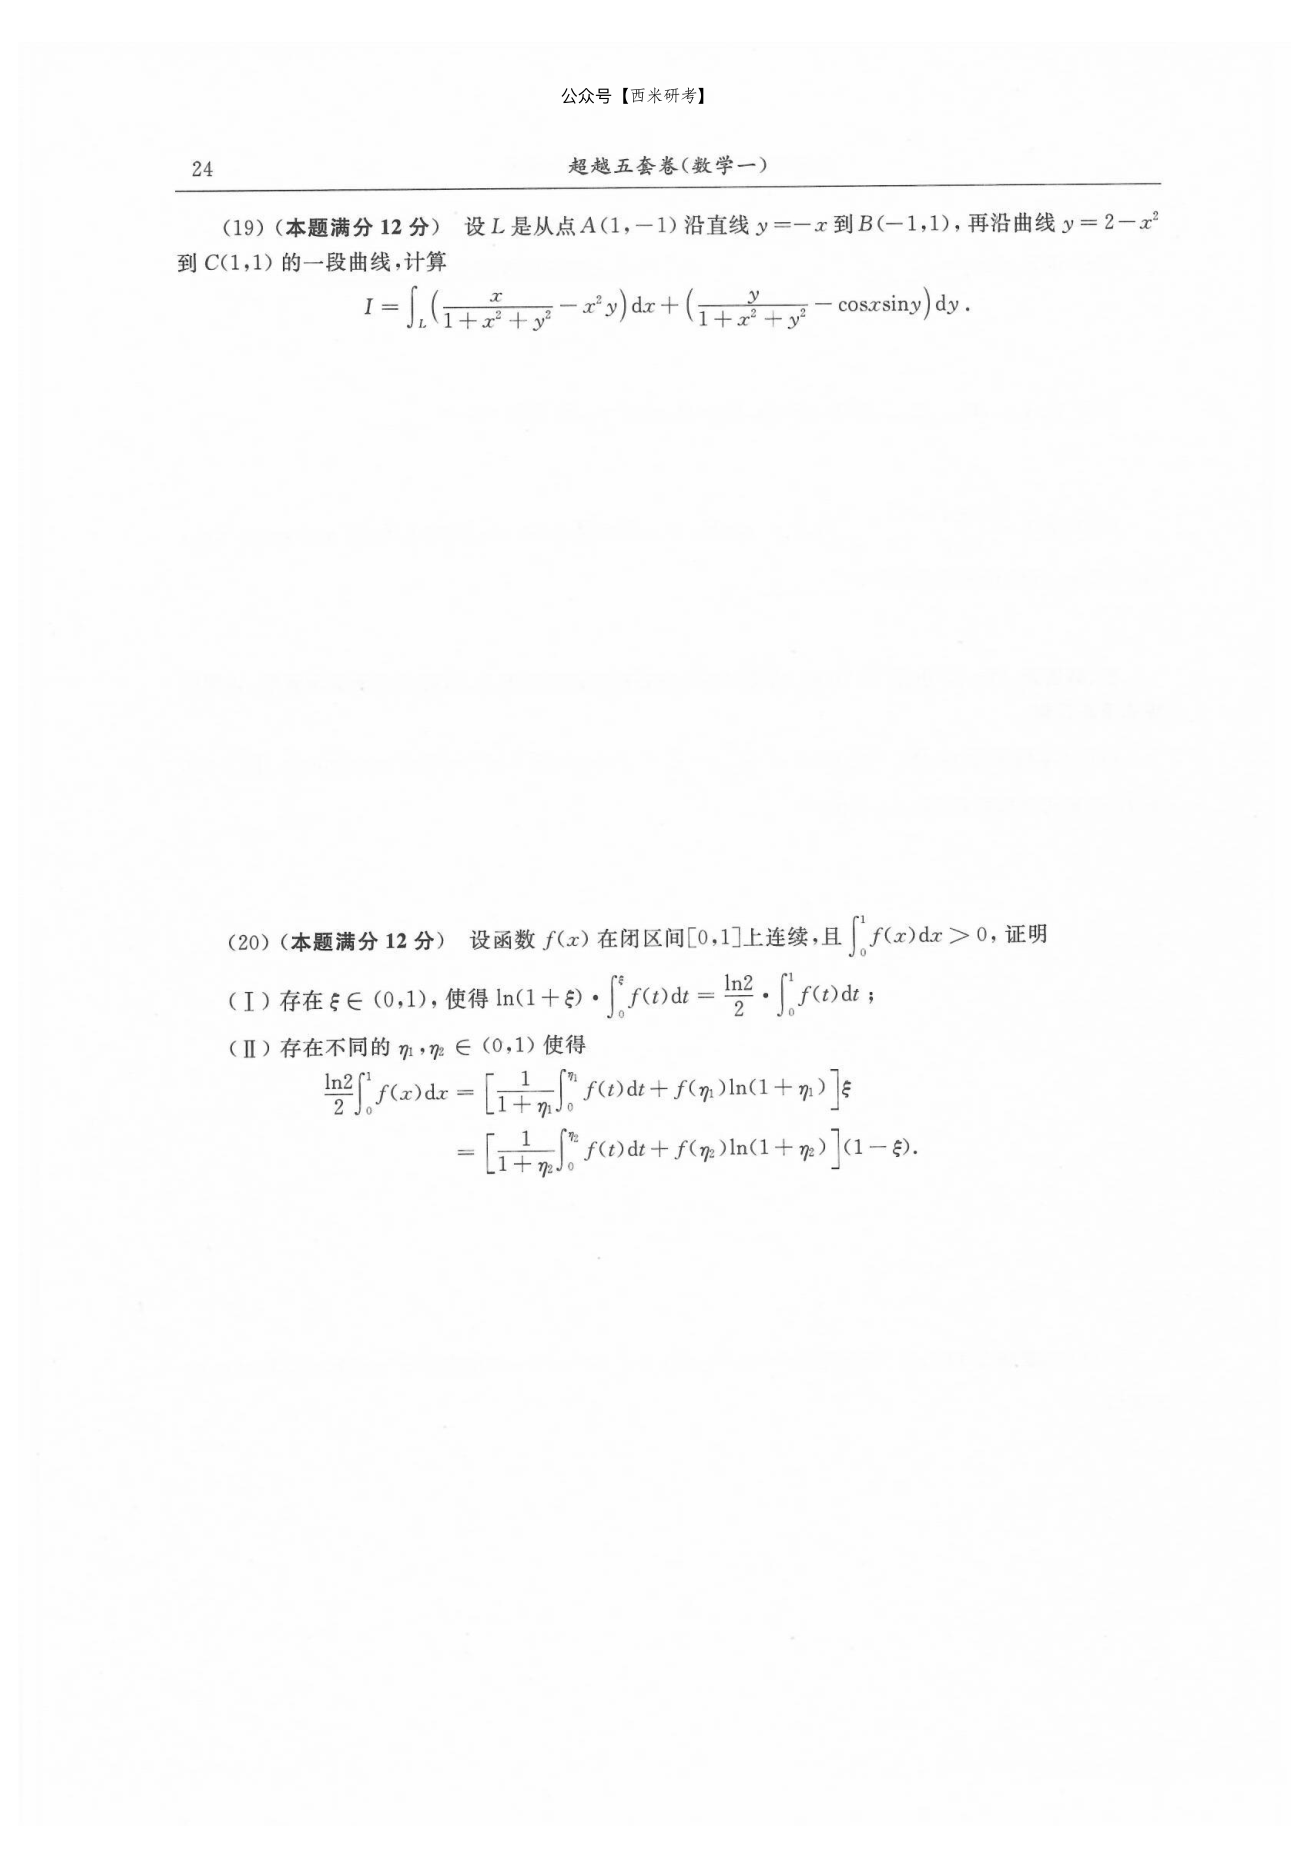 公众号【西米研考】
24 超越五套卷(数学一)
(19)(本题满分 12 分) 设 L 是从点 A(1,-1) 沿直线 y=-x 到 B(-1,1),再沿曲线 y=2-x²
到 C(1,1) 的一段曲线,计算
I=∫_L (x/(1+x²+y²) - x²y)dx + (y/(1+x²+y²) - cosxsiny)dy.
(20)(本题满分 12 分) 设函数 f(x) 在闭区间[0,1]上连续,且∫₀¹ f(x)dx>0,证明
(Ⅰ)存在 ξ∈(0,1),使得 ln(1+ξ)·∫₀^ξ f(t)dt = ln2/2·∫₀¹ f(t)dt;
(Ⅱ)存在不同的 η₁,η₂∈(0,1) 使得
ln2/2 ∫₀¹ f(x)dx = [1/(1+η₁) ∫₀^η₁ f(t)dt + f(η₁)ln(1+η₁)]ξ
= [1/(1+η₂) ∫₀^η₂ f(t)dt + f(η₂)ln(1+η₂)](1-ξ).